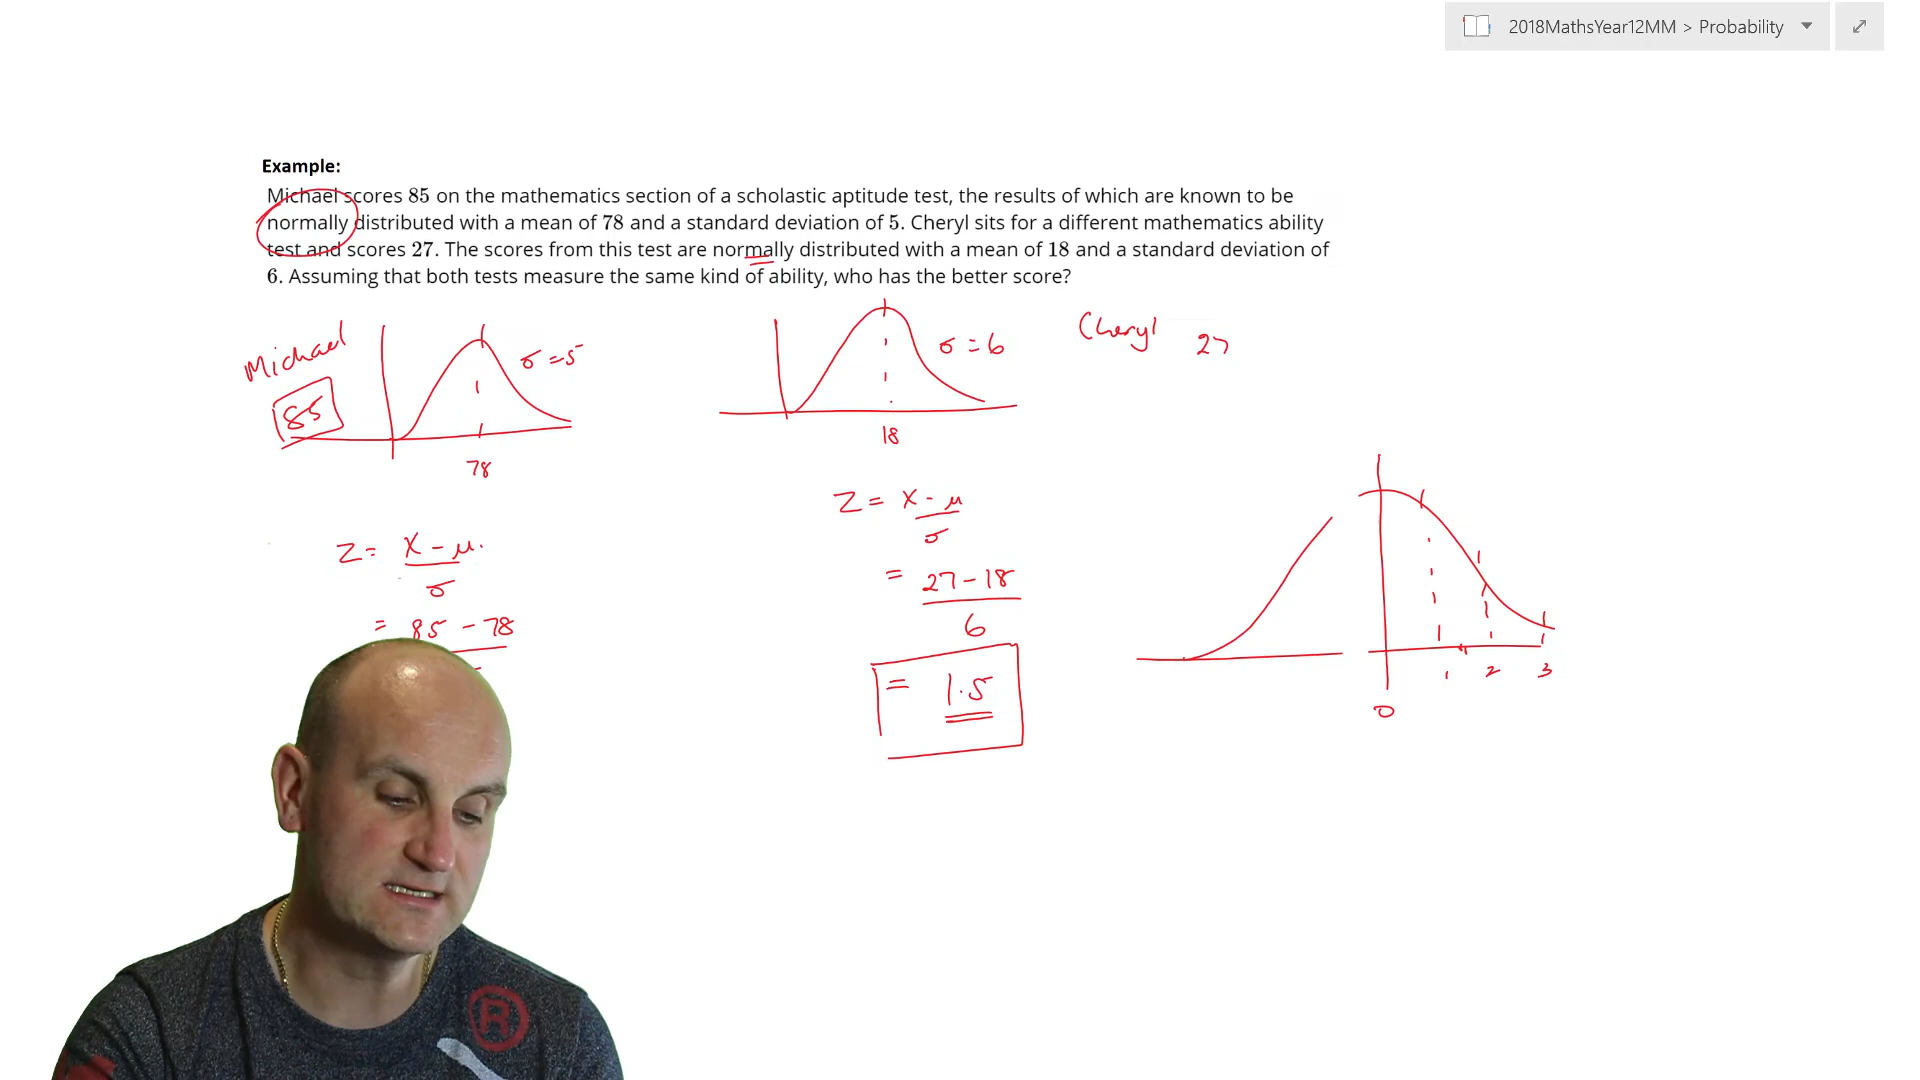 2018MathsYear12MM > Probability
Example:
Michael scores 85 on the mathematics section of a scholastic aptitude test, the results of which are known to be
normally distributed with a mean of 78 and a standard deviation of 5. Cheryl sits for a different mathematics ability
test and scores 27. The scores from this test are normally distributed with a mean of 18 and a standard deviation of
6. Assuming that both tests measure the same kind of ability, who has the better score?
Michael
85
σ = 5
78
σ = 6
18
Cheryl 27
Z = X - μ
σ
= 85 - 78
Z = X - μ
σ
= 27 - 18
6
= 1.5
1 2 3
0
R